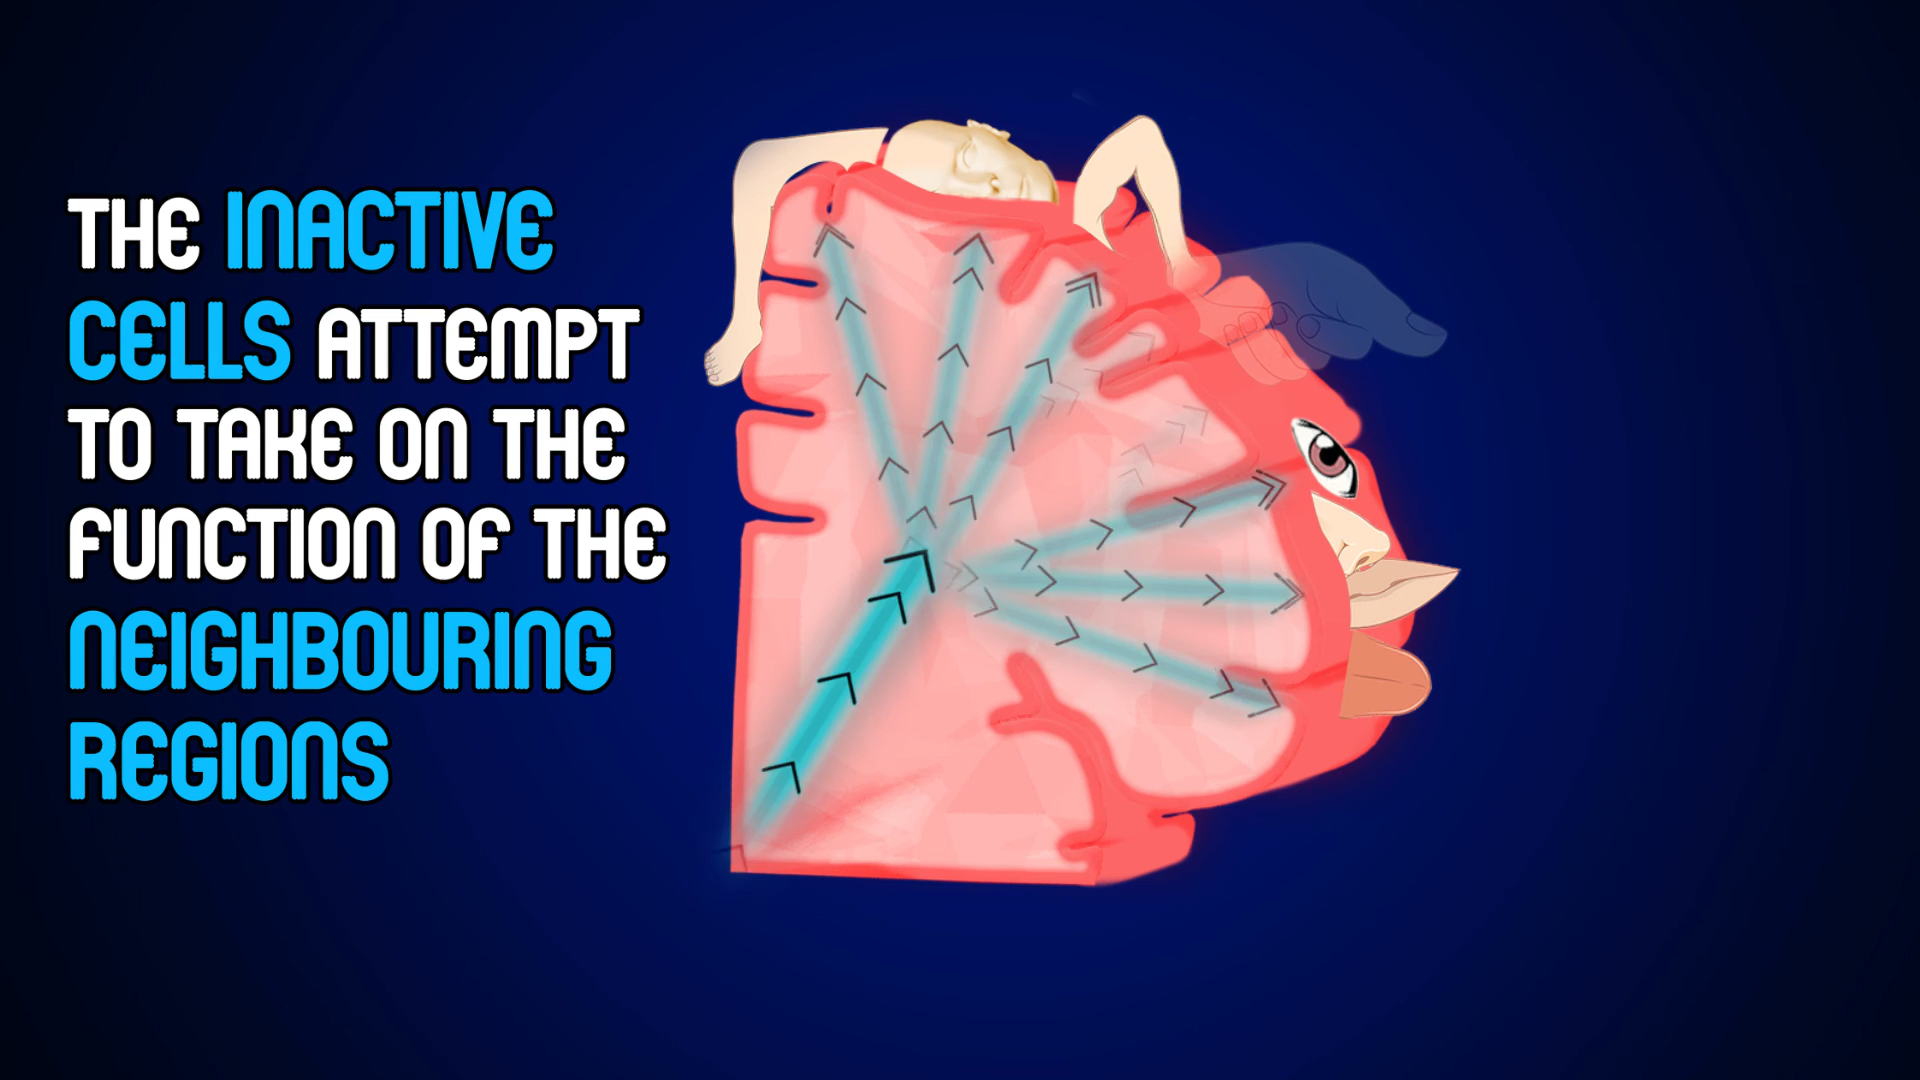 THE INACTIVE
CELLS ATTEMPT
TO TAKE ON THE
FUNCTION OF THE
NEIGHBOURING
REGIONS